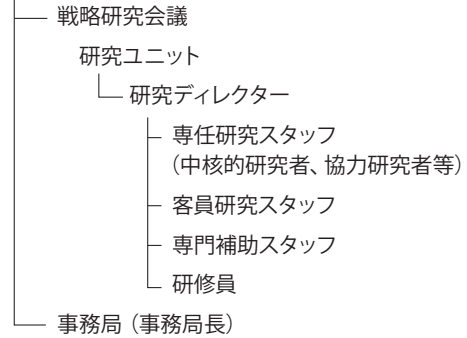 戦略研究会議
研究ユニット
研究ディレクター
専任研究スタッフ
（中核的研究者、協力研究者等）
客員研究スタッフ
専門補助スタッフ
研修員
事務局（事務局長）